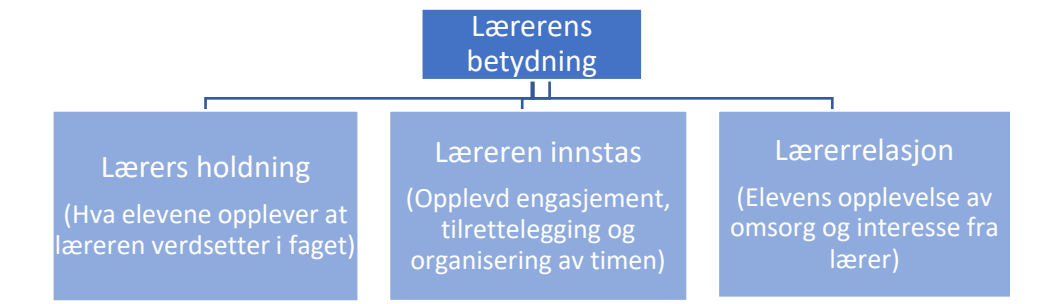 Lærerens
betydning
Lærers holdning
(Hva elevene opplever at
læreren verdsetter i faget)
Læreren innstas
(Opplevd engasjement,
tilrettelegging og
organisering av timen)
Lærerrelasjon
(Elevens opplevelse av
omsorg og interesse fra
lærer)